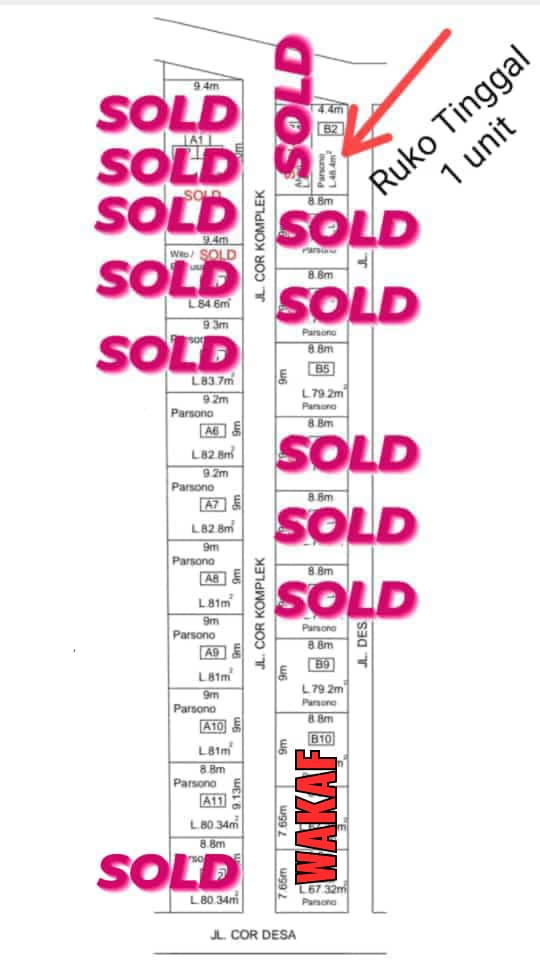 9.4m
SOLD
A1
SOLD
SOLD
SOLD
9.4m
Wito /
SOLD
SOLD
L.84.6m²
9.3m
SOLD
L.83.7m²
9.2m
Parsono
A6
9m
L.82.8m²
9.2m
Parsono
A7
9m
L.82.8m²
9m
Parsono
A8
9m
L.81m²
9m
Parsono
A9
9m
L.81m²
9m
Parsono
A10
9m
L.81m²
8.8m
Parsono
A11
9.13m
L.80.34m²
8.8m
SOLD
L.80.34m²
JL. COR KOMPLEK
JL. COR KOMPLEK
SOLD
4.4m
B2
Parsono
L.48.4m²
Ruko Tinggal
1 unit
8.8m
SOLD
Parsono
JL.
8.8m
SOLD
Parsono
8.8m
B5
9m
L.79.2m²
Parsono
8.8m
SOLD
8.8m
SOLD
8.8m
SOLD
Parsono
JL. DES
8.8m
B9
9m
L.79.2m²
Parsono
8.8m
B10
9m
WAKAF
7.65m
7.65m
L.67.32m²
Parsono
JL. COR DESA